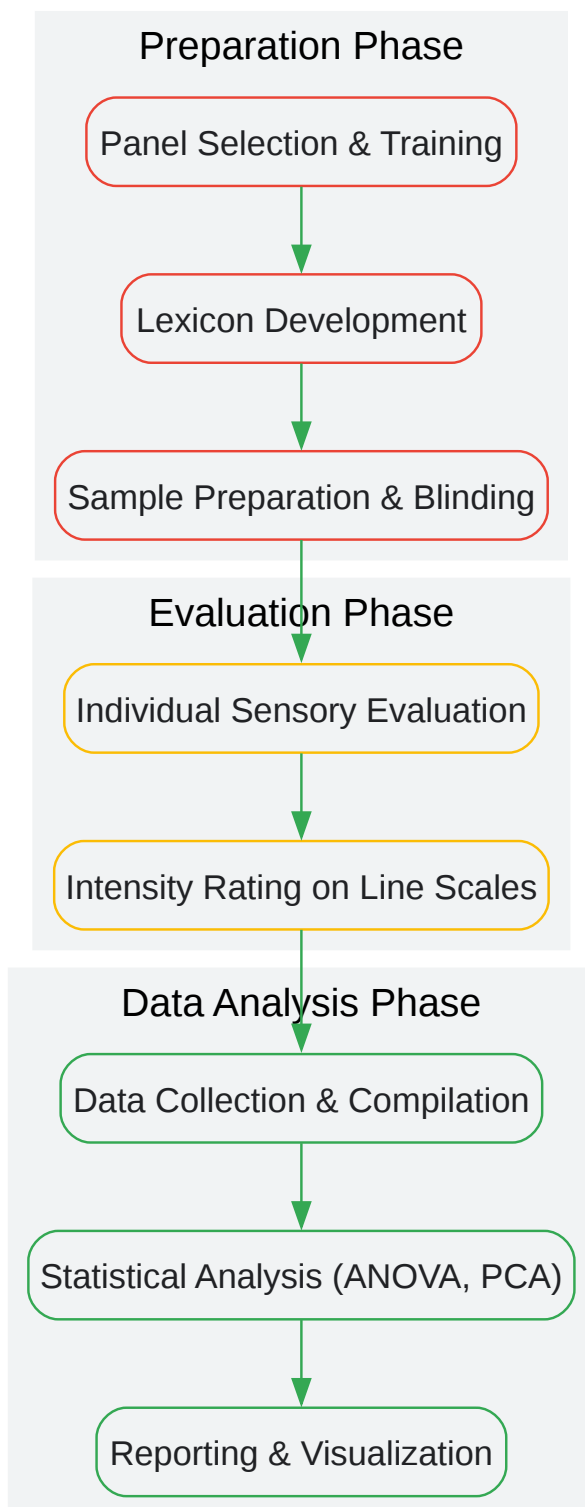 Preparation Phase
Panel Selection & Training
Lexicon Development
Sample Preparation & Blinding
Evaluation Phase
Individual Sensory Evaluation
Intensity Rating on Line Scales
Data Analysis Phase
Data Collection & Compilation
Statistical Analysis (ANOVA, PCA)
Reporting & Visualization